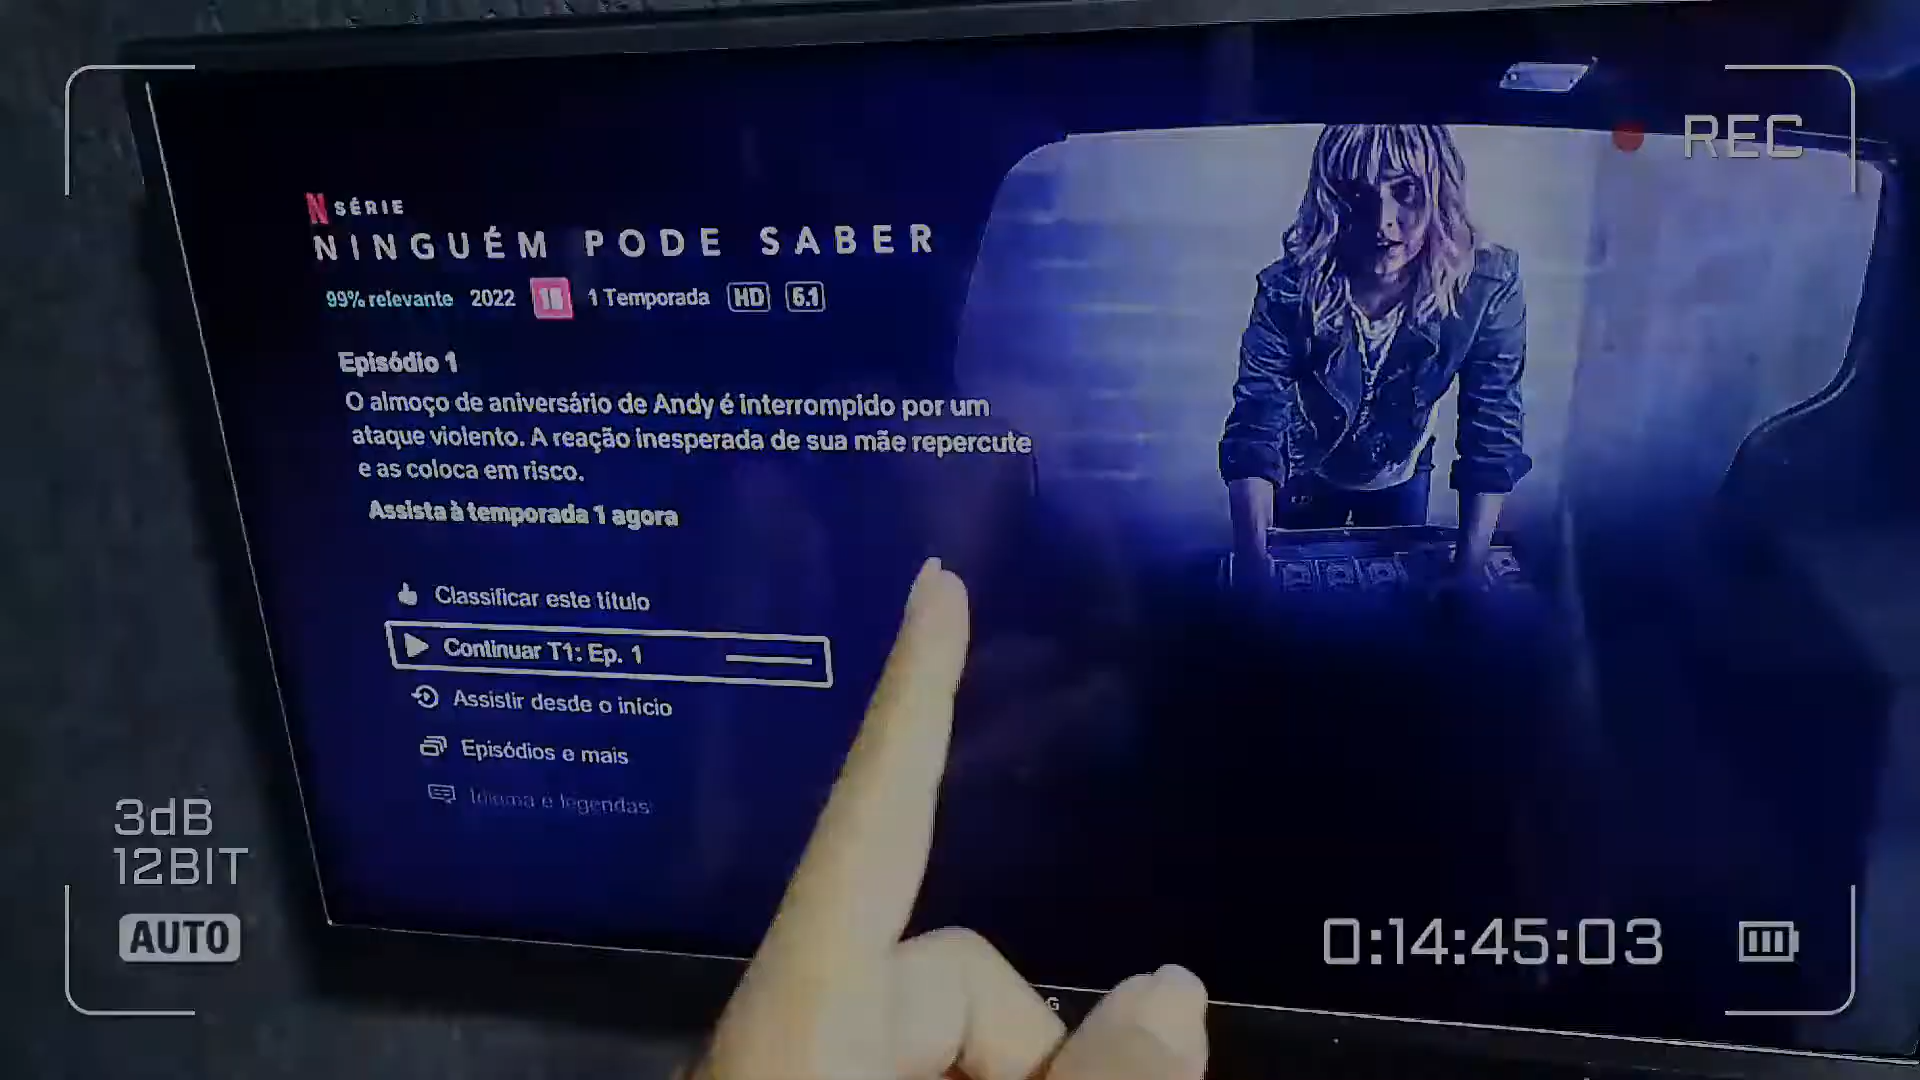 REC
N SÉRIE
NINGUÉM PODE SABER
99% relevante 2022 1 Temporada HD 5.1
Episódio 1
O almoço de aniversário de Andy é interrompido por um
ataque violento. A reação inesperada de sua mãe repercute
e as coloca em risco.
Assista à temporada 1 agora
Classificar este título
Continuar T1: Ep. 1
Assistir desde o início
Episódios e mais
Idioma e legendas
3dB
12BIT
AUTO
0:14:45:03